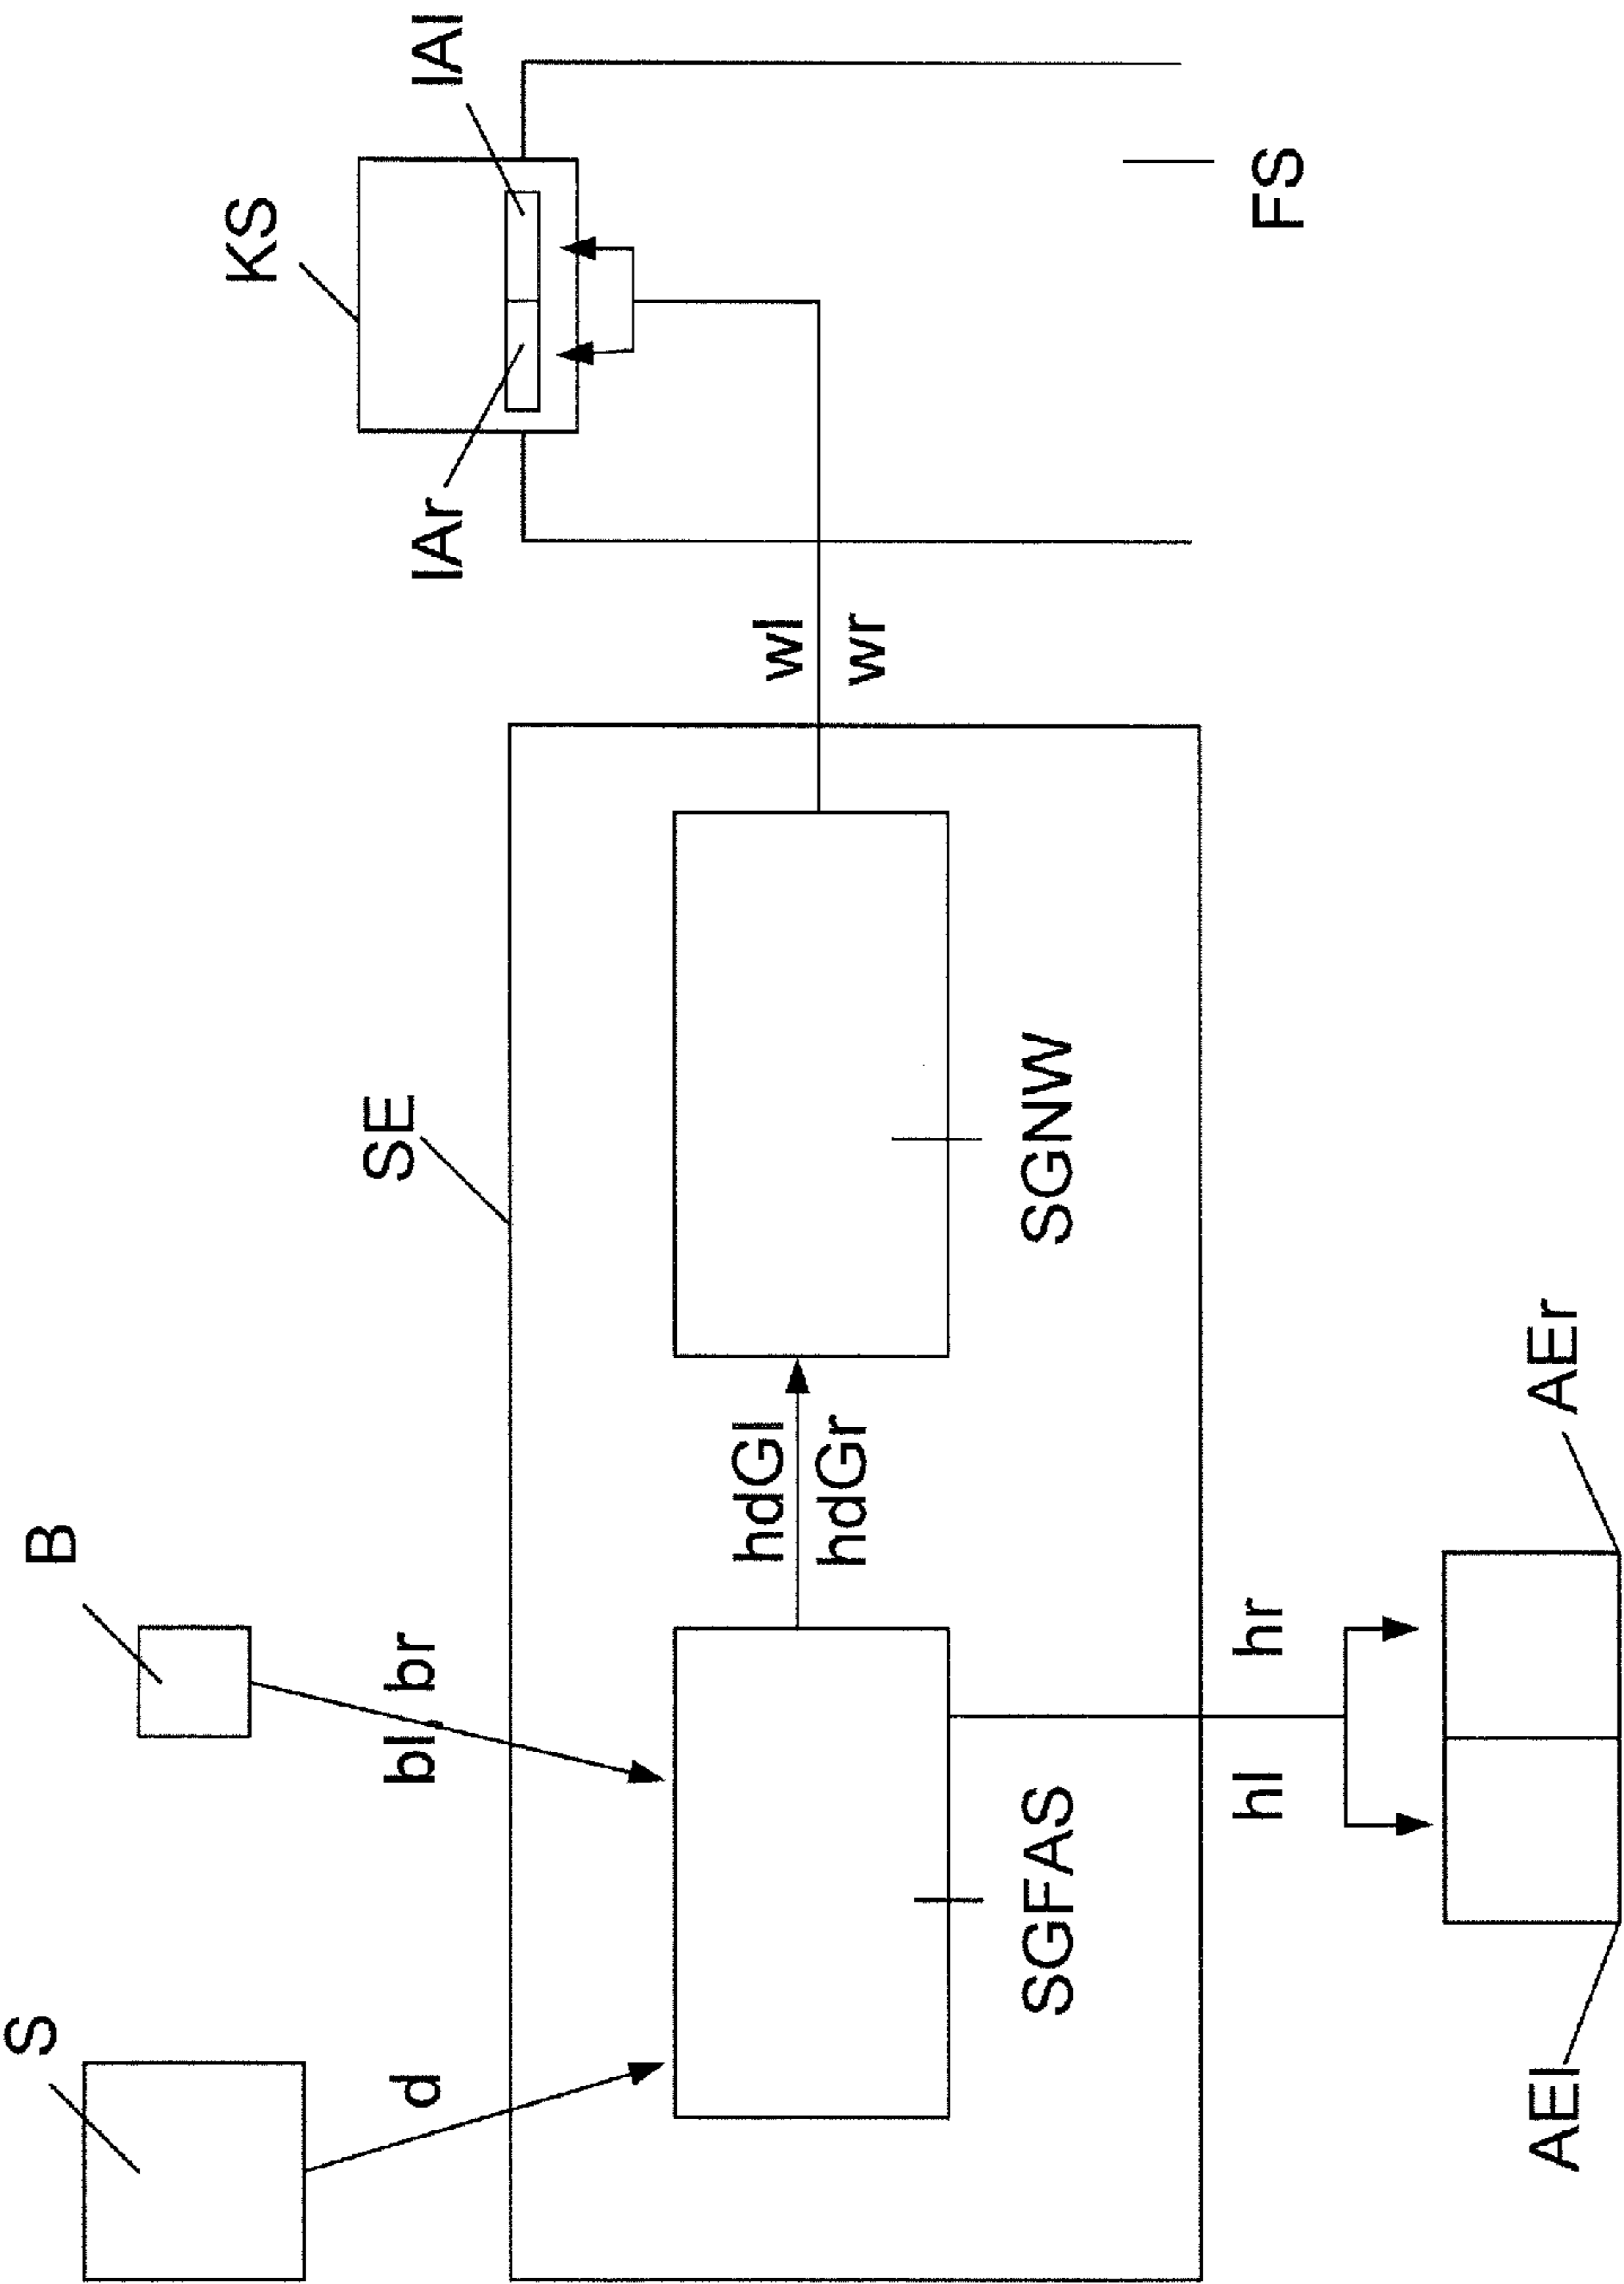 S
B
KS
d
bl, br
SE
IAr
IAl
hdGl
hdGr
wl
wr
SGFAS
SGNW
hl
hr
FS
AEl
AEr